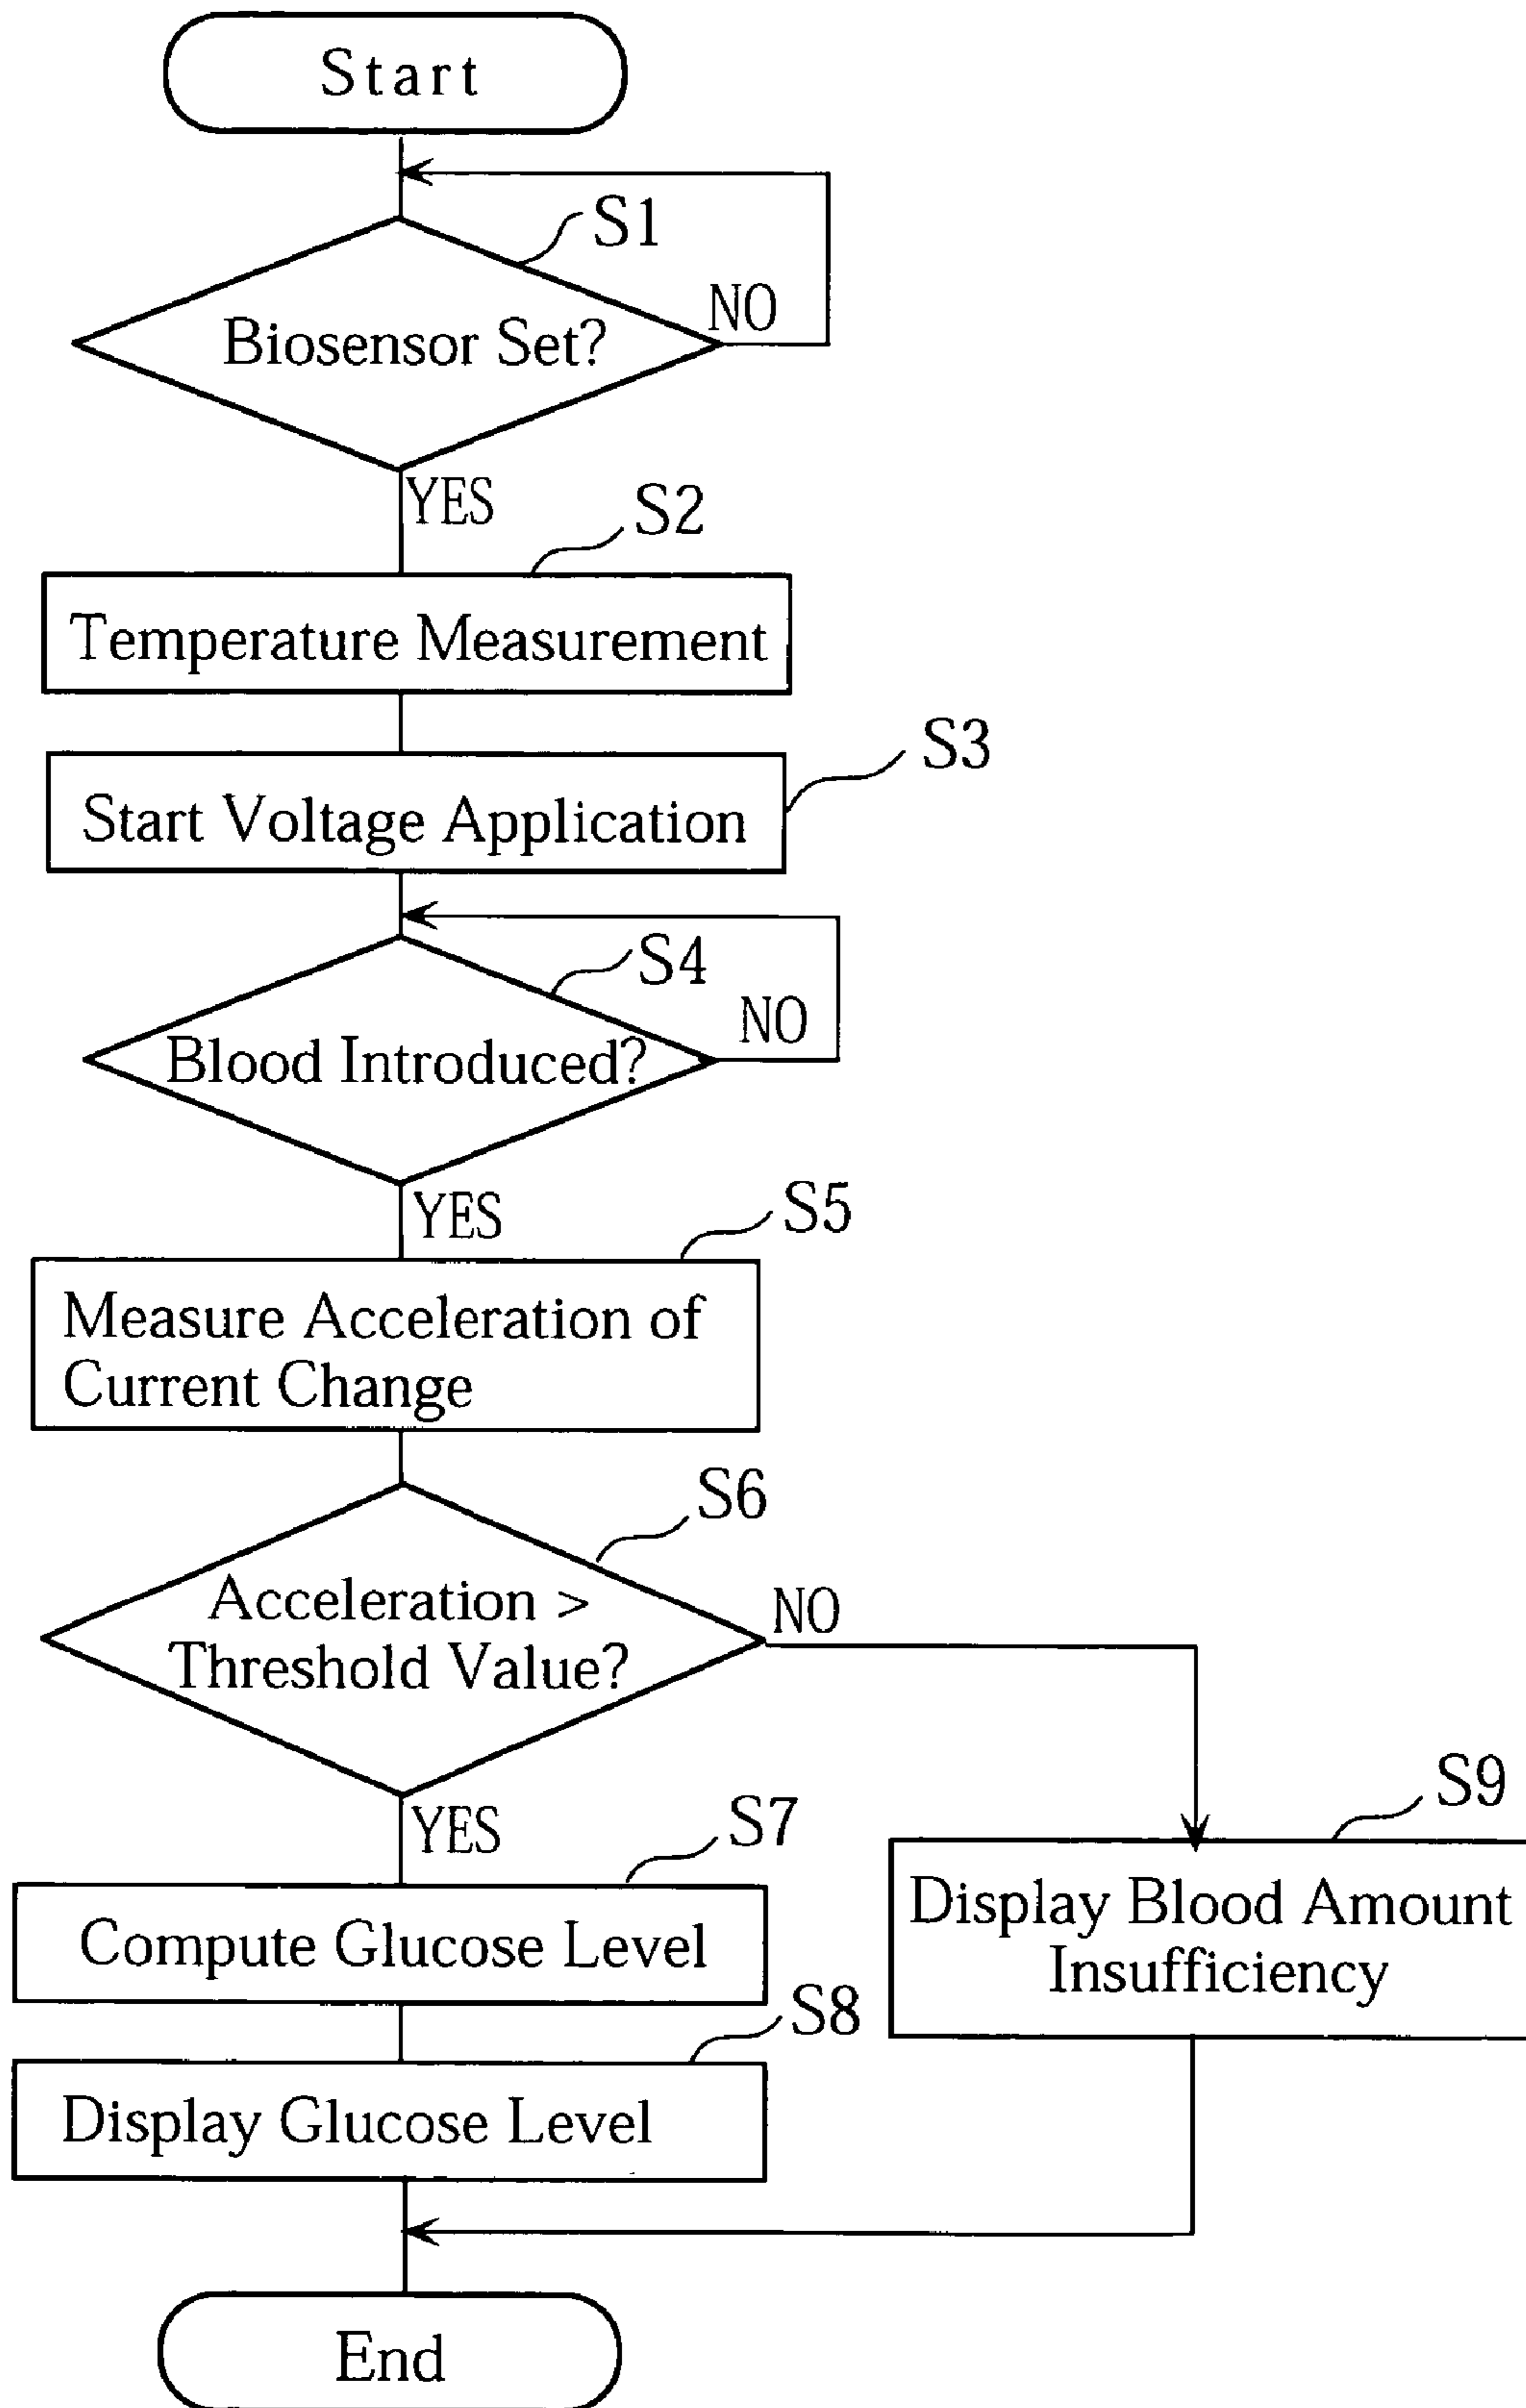 Start
S1
NO
Biosensor Set?
YES
S2
Temperature Measurement
S3
Start Voltage Application
S4
NO
Blood Introduced?
YES
S5
Measure Acceleration of
Current Change
S6
Acceleration >
Threshold Value?
NO
YES
S7
S9
Compute Glucose Level
Display Blood Amount
Insufficiency
S8
Display Glucose Level
End